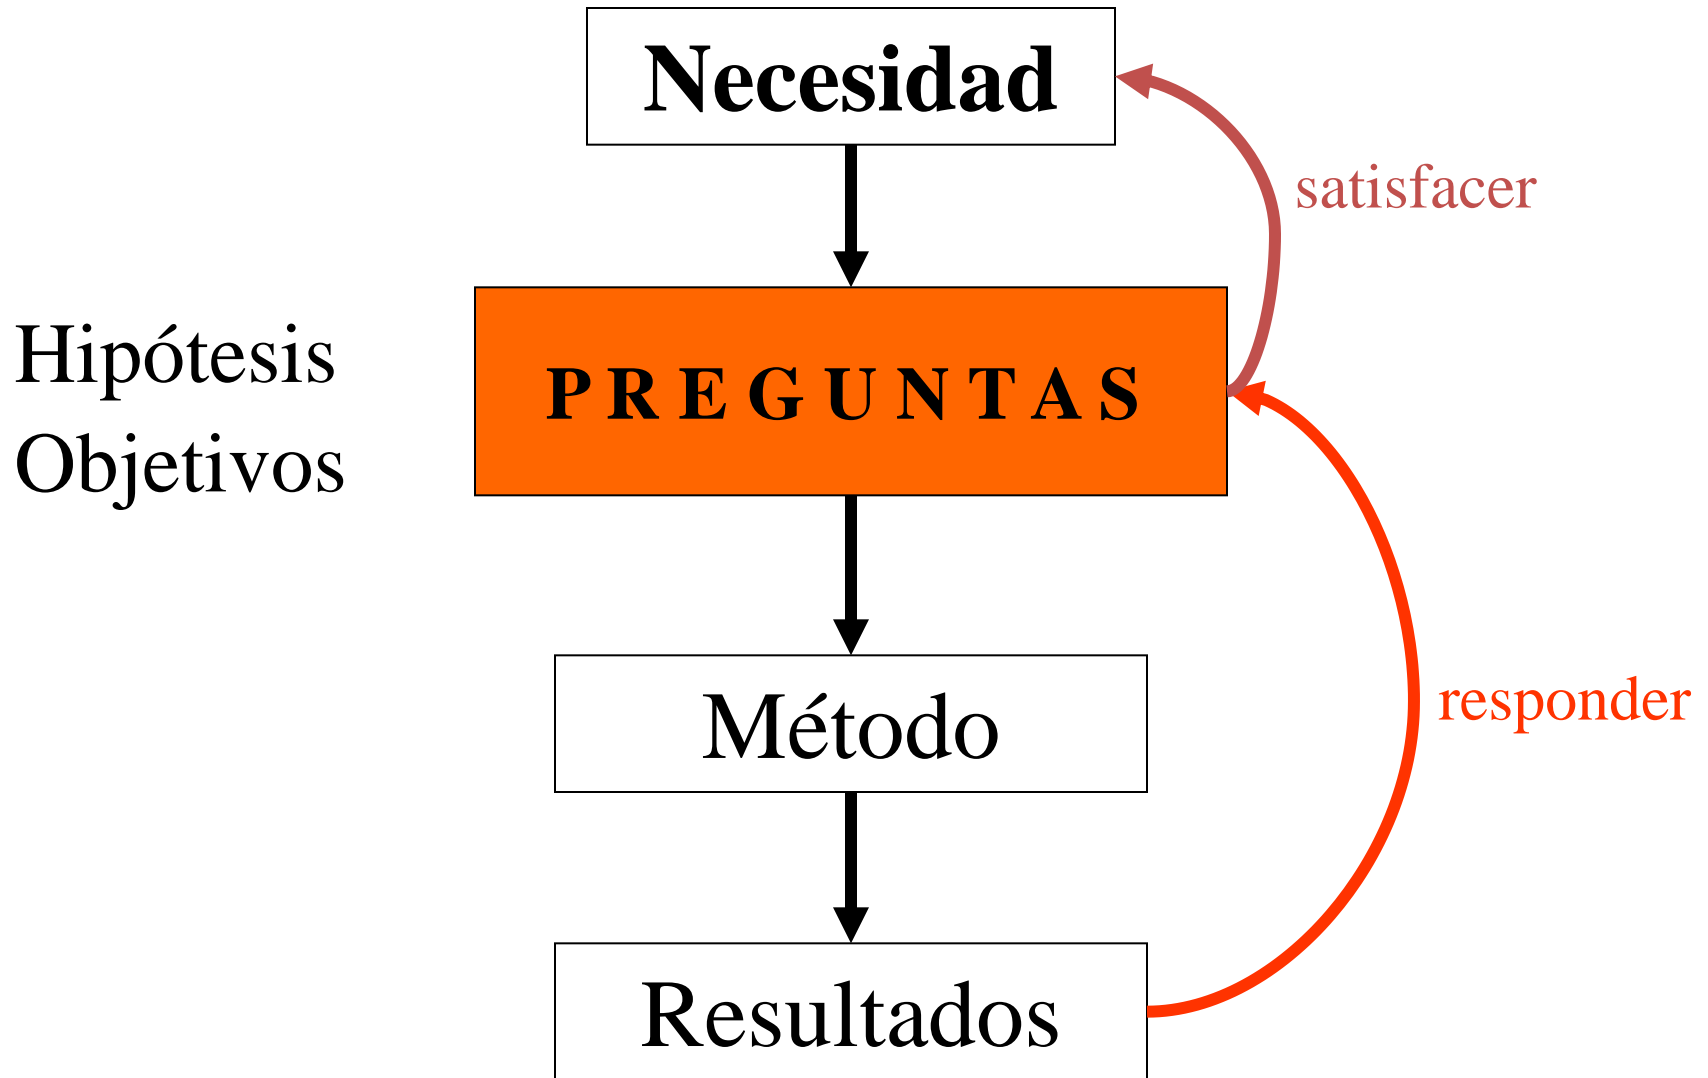 Necesidad
satisfacer
Hipótesis
P R E G U N T A S
Objetivos
Método
responder
Resultados